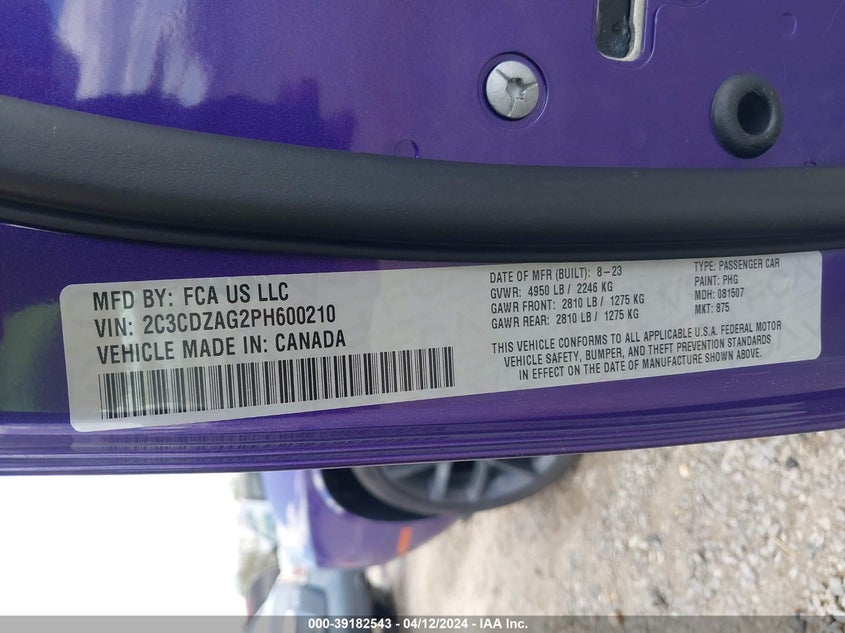 MFD BY: FCA US LLC
VIN: 2C3CDZAG2PH600210
VEHICLE MADE IN: CANADA
DATE OF MFR (BUILT): 8-23
GVWR: 4950 LB / 2246 KG
GAWR FRONT: 2810 LB / 1275 KG
GAWR REAR: 2810 LB / 1275 KG
TYPE: PASSENGER CAR
PAINT: PHG
MDH: 081507
MKT: 875
THIS VEHICLE CONFORMS TO ALL APPLICABLE U.S.A. FEDERAL MOTOR
VEHICLE SAFETY, BUMPER, AND THEFT PREVENTION STANDARDS
IN EFFECT ON THE DATE OF MANUFACTURE SHOWN ABOVE.
000-39182543 - 04/12/2024 - IAA Inc.